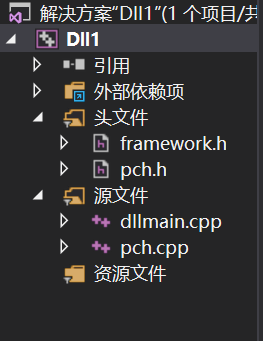 解决方案“Dll1”(1 个项目/共
Dll1
引用
外部依赖项
头文件
framework.h
pch.h
源文件
dllmain.cpp
pch.cpp
资源文件